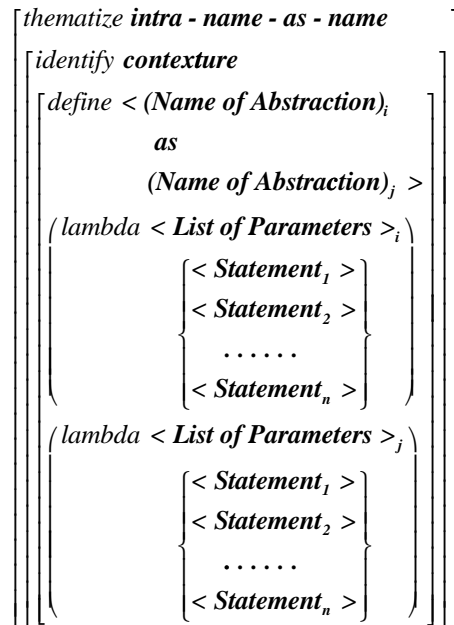 thematize intra - name - as - name
identify contexture
define < (Name of Abstraction)i
as
(Name of Abstraction)j >
(lambda < List of Parameters >i)
{< Statement1 >
< Statement2 >
. . . . . .
< Statementn >}
(lambda < List of Parameters >j)
{< Statement1 >
< Statement2 >
. . . . . .
< Statementn >}